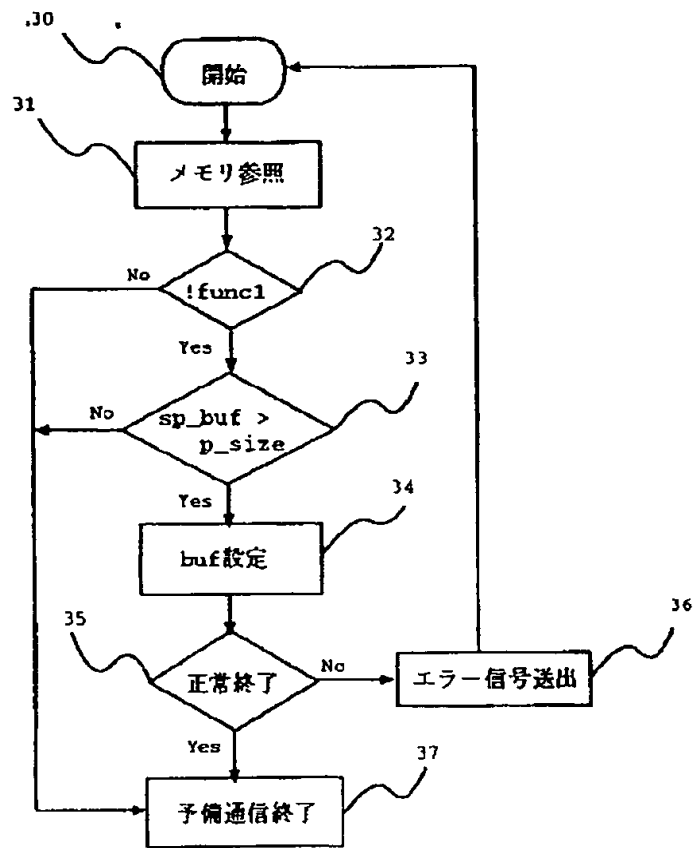 30
開始
31
メモリ参照
32
No
!func1
Yes
33
No
sp_buf >
p_size
Yes
34
buf設定
35
36
正常終了
No
エラー信号送出
Yes
37
予備通信終了